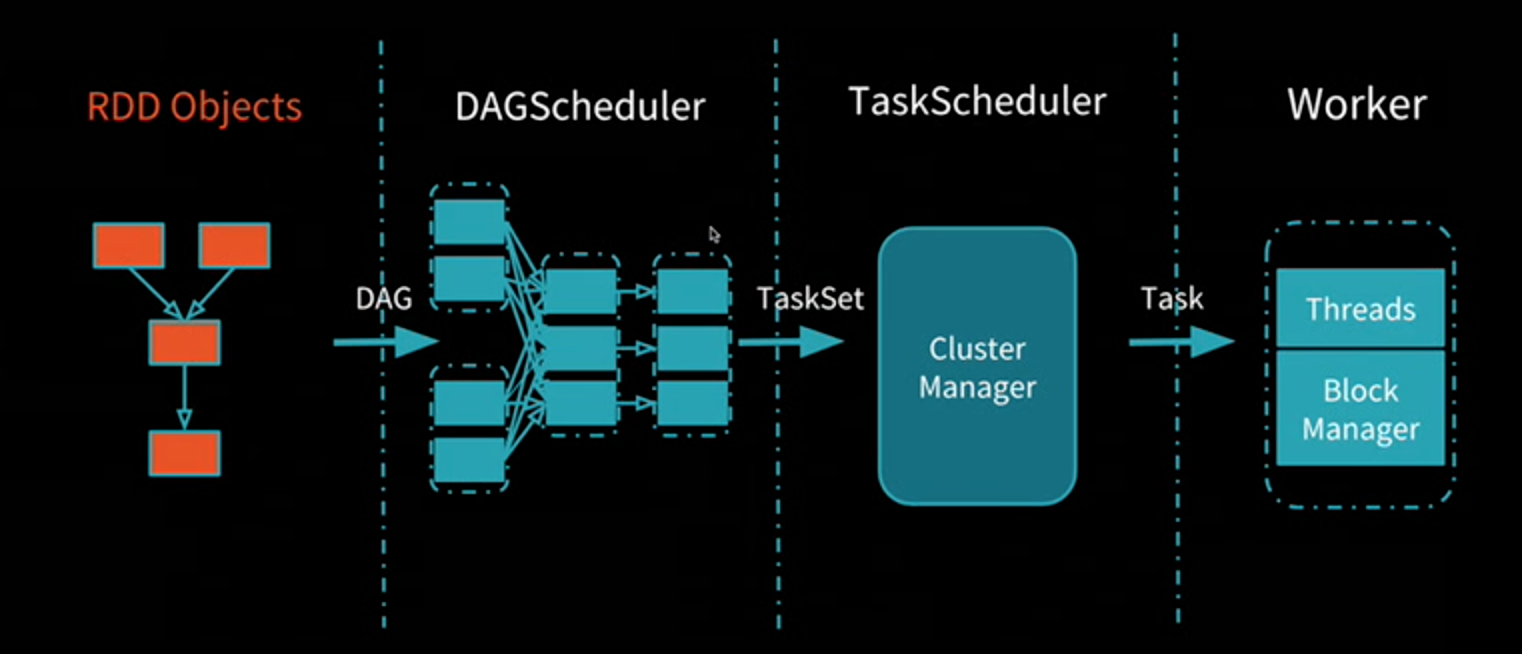 RDD Objects
DAGScheduler
TaskScheduler
Worker
DAG
TaskSet
Task
Cluster
Manager
Threads
Block
Manager